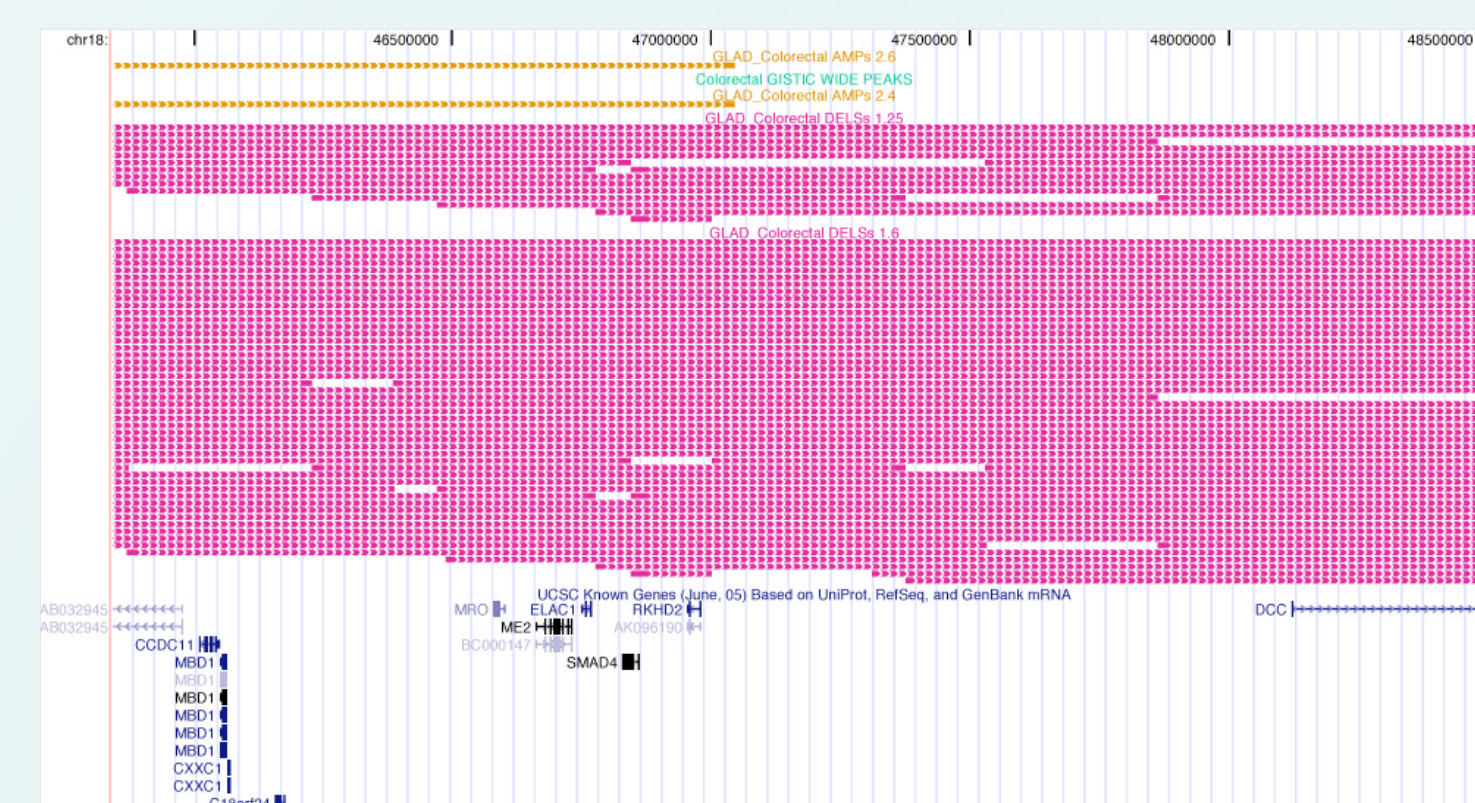 chr18: 46500000 47000000 47500000 48000000 48500000
GLAD_Colorectal AMPs 2.6
Colorectal GISTIC WIDE PEAKS
GLAD_Colorectal AMPs 2.4
GLAD_Colorectal DELSs 1.25
GLAD_Colorectal DELSs 1.6
UCSC Known Genes (June, 05) Based on UniProt, RefSeq, and GenBank mRNA
AB032945 MRO ELAC1 RKHD2 DCC
AB032945 ME2 AK096190
CCDC11 BC000147
MBD1 SMAD4
MBD1
MBD1
MBD1
MBD1
MBD1
CXXC1
CXXC1
C18orf24